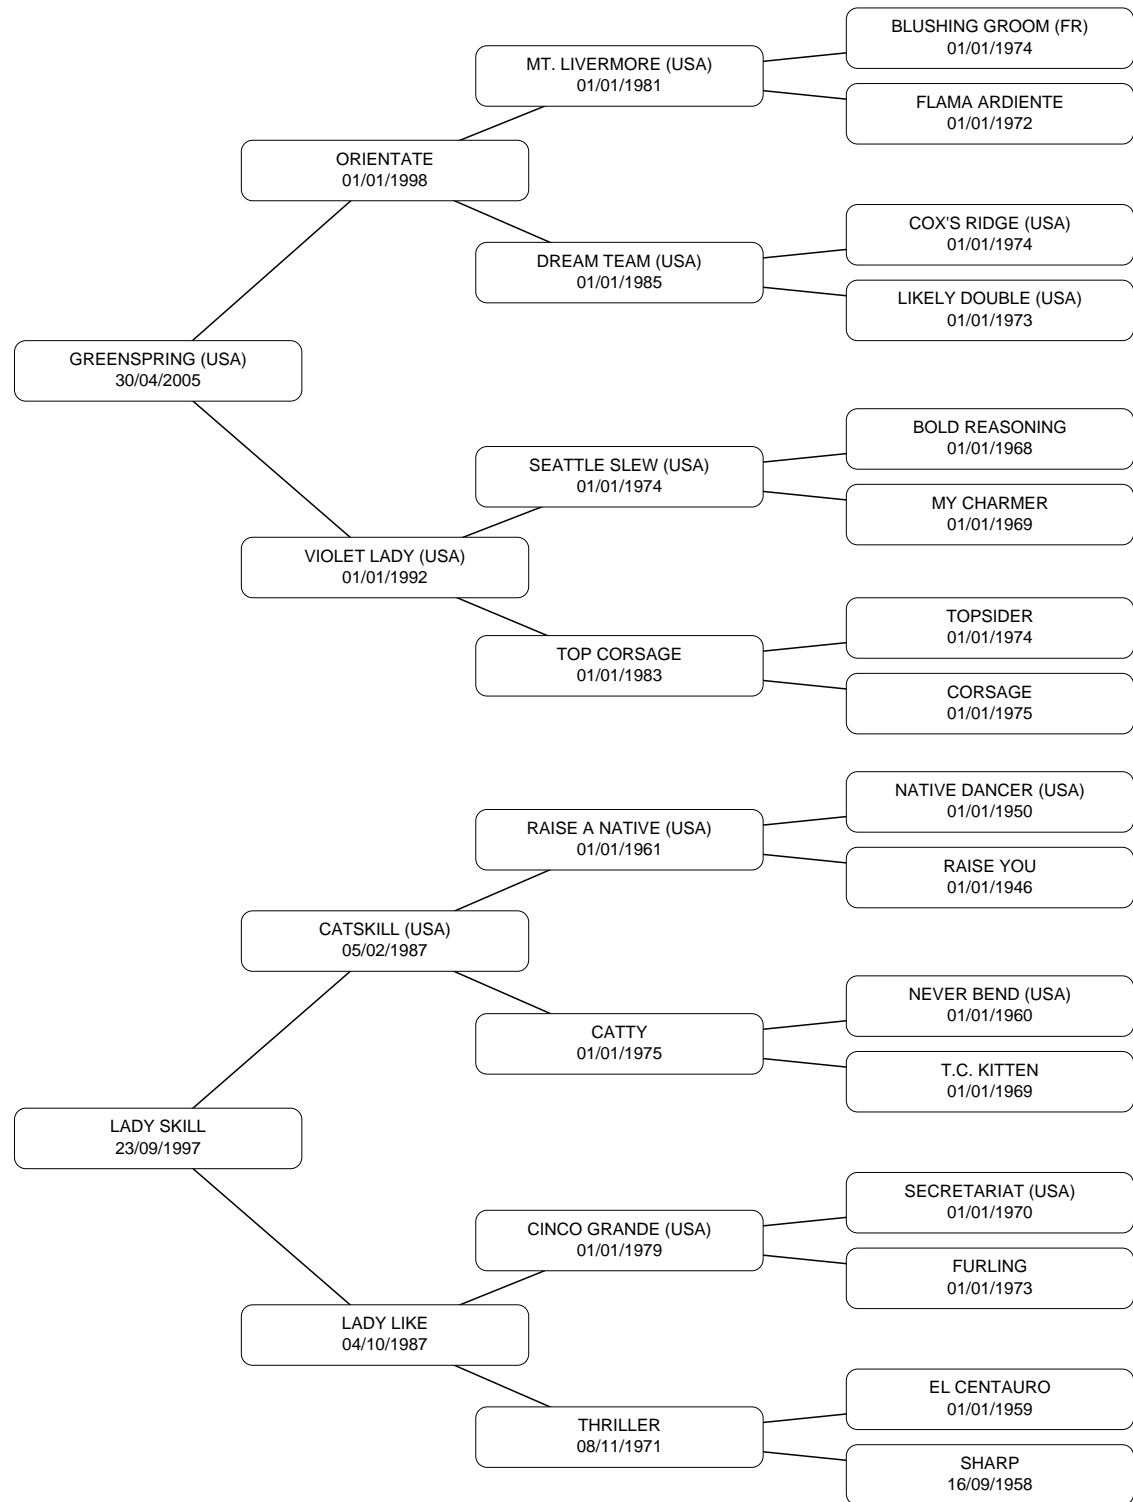 BLUSHING GROOM (FR)
01/01/1974
MT. LIVERMORE (USA)
01/01/1981
FLAMA ARDIENTE
01/01/1972
ORIENTATE
01/01/1998
COX'S RIDGE (USA)
01/01/1974
DREAM TEAM (USA)
01/01/1985
LIKELY DOUBLE (USA)
01/01/1973
GREENSPRING (USA)
30/04/2005
BOLD REASONING
01/01/1968
SEATTLE SLEW (USA)
01/01/1974
MY CHARMER
01/01/1969
VIOLET LADY (USA)
01/01/1992
TOPSIDER
01/01/1974
TOP CORSAGE
01/01/1983
CORSAGE
01/01/1975
NATIVE DANCER (USA)
01/01/1950
RAISE A NATIVE (USA)
01/01/1961
RAISE YOU
01/01/1946
CATSKILL (USA)
05/02/1987
NEVER BEND (USA)
01/01/1960
CATTY
01/01/1975
T.C. KITTEN
01/01/1969
LADY SKILL
23/09/1997
SECRETARIAT (USA)
01/01/1970
CINCO GRANDE (USA)
01/01/1979
FURLING
01/01/1973
LADY LIKE
04/10/1987
EL CENTAURO
01/01/1959
THRILLER
08/11/1971
SHARP
16/09/1958